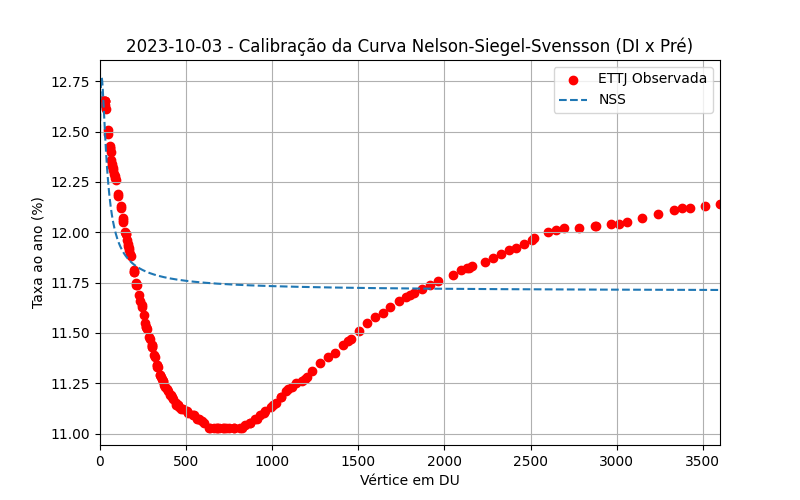 2023-10-03 - Calibração da Curva Nelson-Siegel-Svensson (DI x Pré)
ETTJ Observada
NSS
Taxa ao ano (%)
12.75
12.50
12.25
12.00
11.75
11.50
11.25
11.00
0 500 1000 1500 2000 2500 3000 3500
Vértice em DU